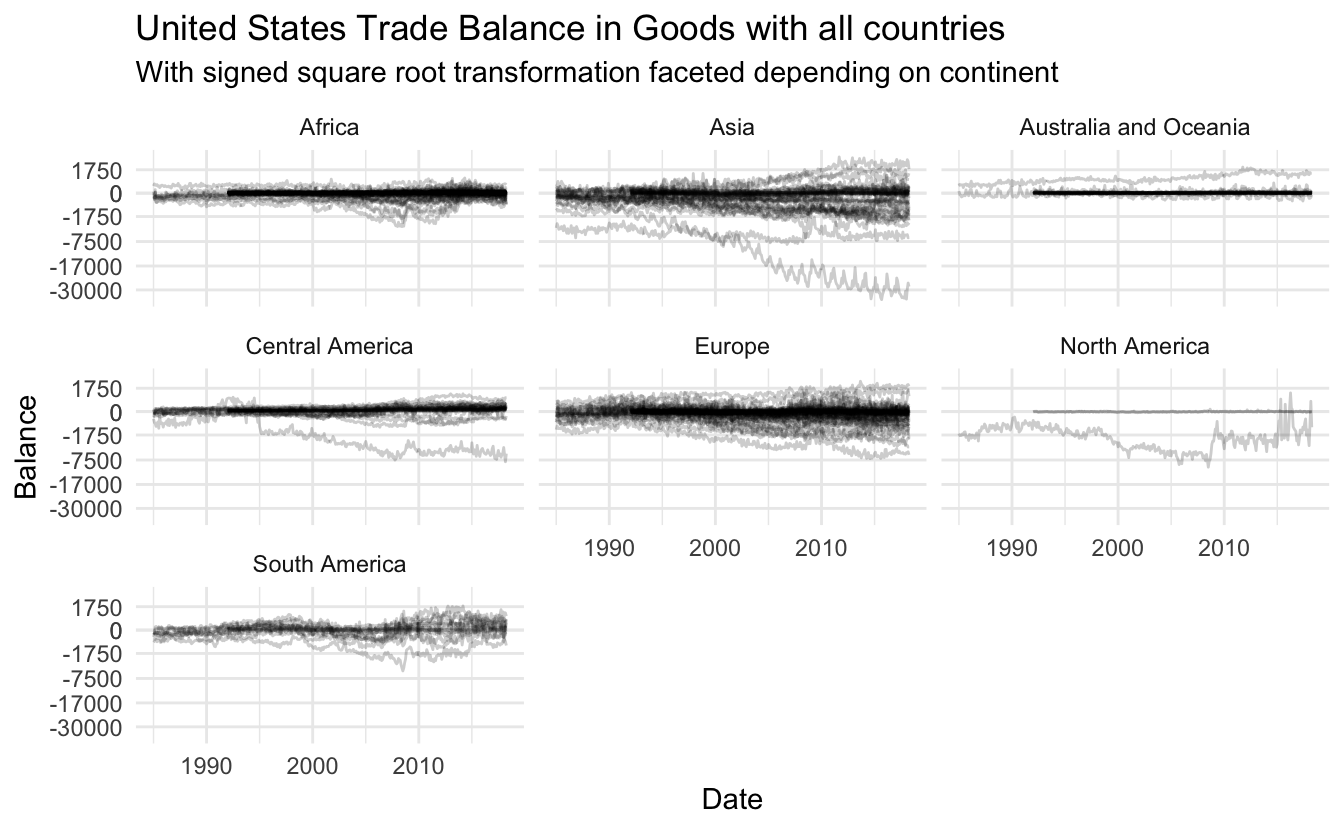 United States Trade Balance in Goods with all countries
With signed square root transformation faceted depending on continent
Africa
Asia
Australia and Oceania
1750
0
-1750
-7500
-17000
-30000
Central America
Europe
North America
1750
0
-1750
-7500
-17000
-30000
Balance
1990 2000 2010
1990 2000 2010
South America
1750
0
-1750
-7500
-17000
-30000
1990 2000 2010
Date